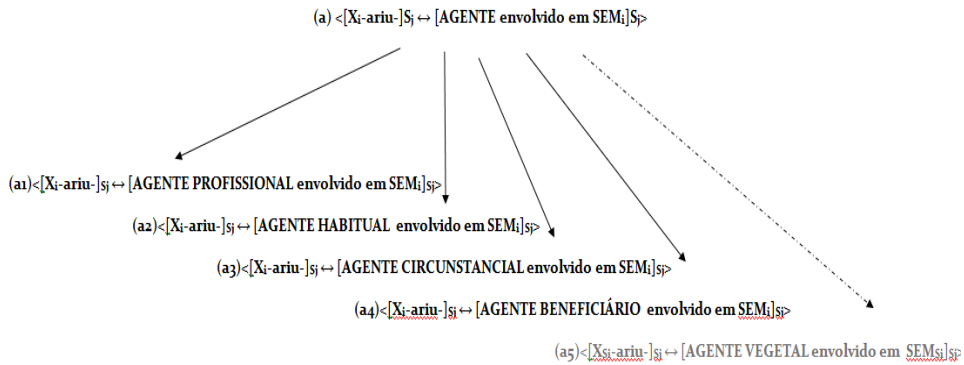 (a) <[Xi-ariu-]Sj ↔ [AGENTE envolvido em SEMi]Sj>
(a1)<[Xi-ariu-]sj ↔ [AGENTE PROFISSIONAL envolvido em SEMi]sj>
(a2)<[Xi-ariu-]sj ↔ [AGENTE HABITUAL envolvido em SEMi]sj>
(a3)<[Xi-ariu-]sj ↔ [AGENTE CIRCUNSTANCIAL envolvido em SEMi]sj>
(a4)<[Xi-ariu-]sj ↔ [AGENTE BENEFICIÁRIO envolvido em SEMi]sj>
(a5)<[Xsi-ariu-]sj ↔ [AGENTE VEGETAL envolvido em SEMsi]sj>